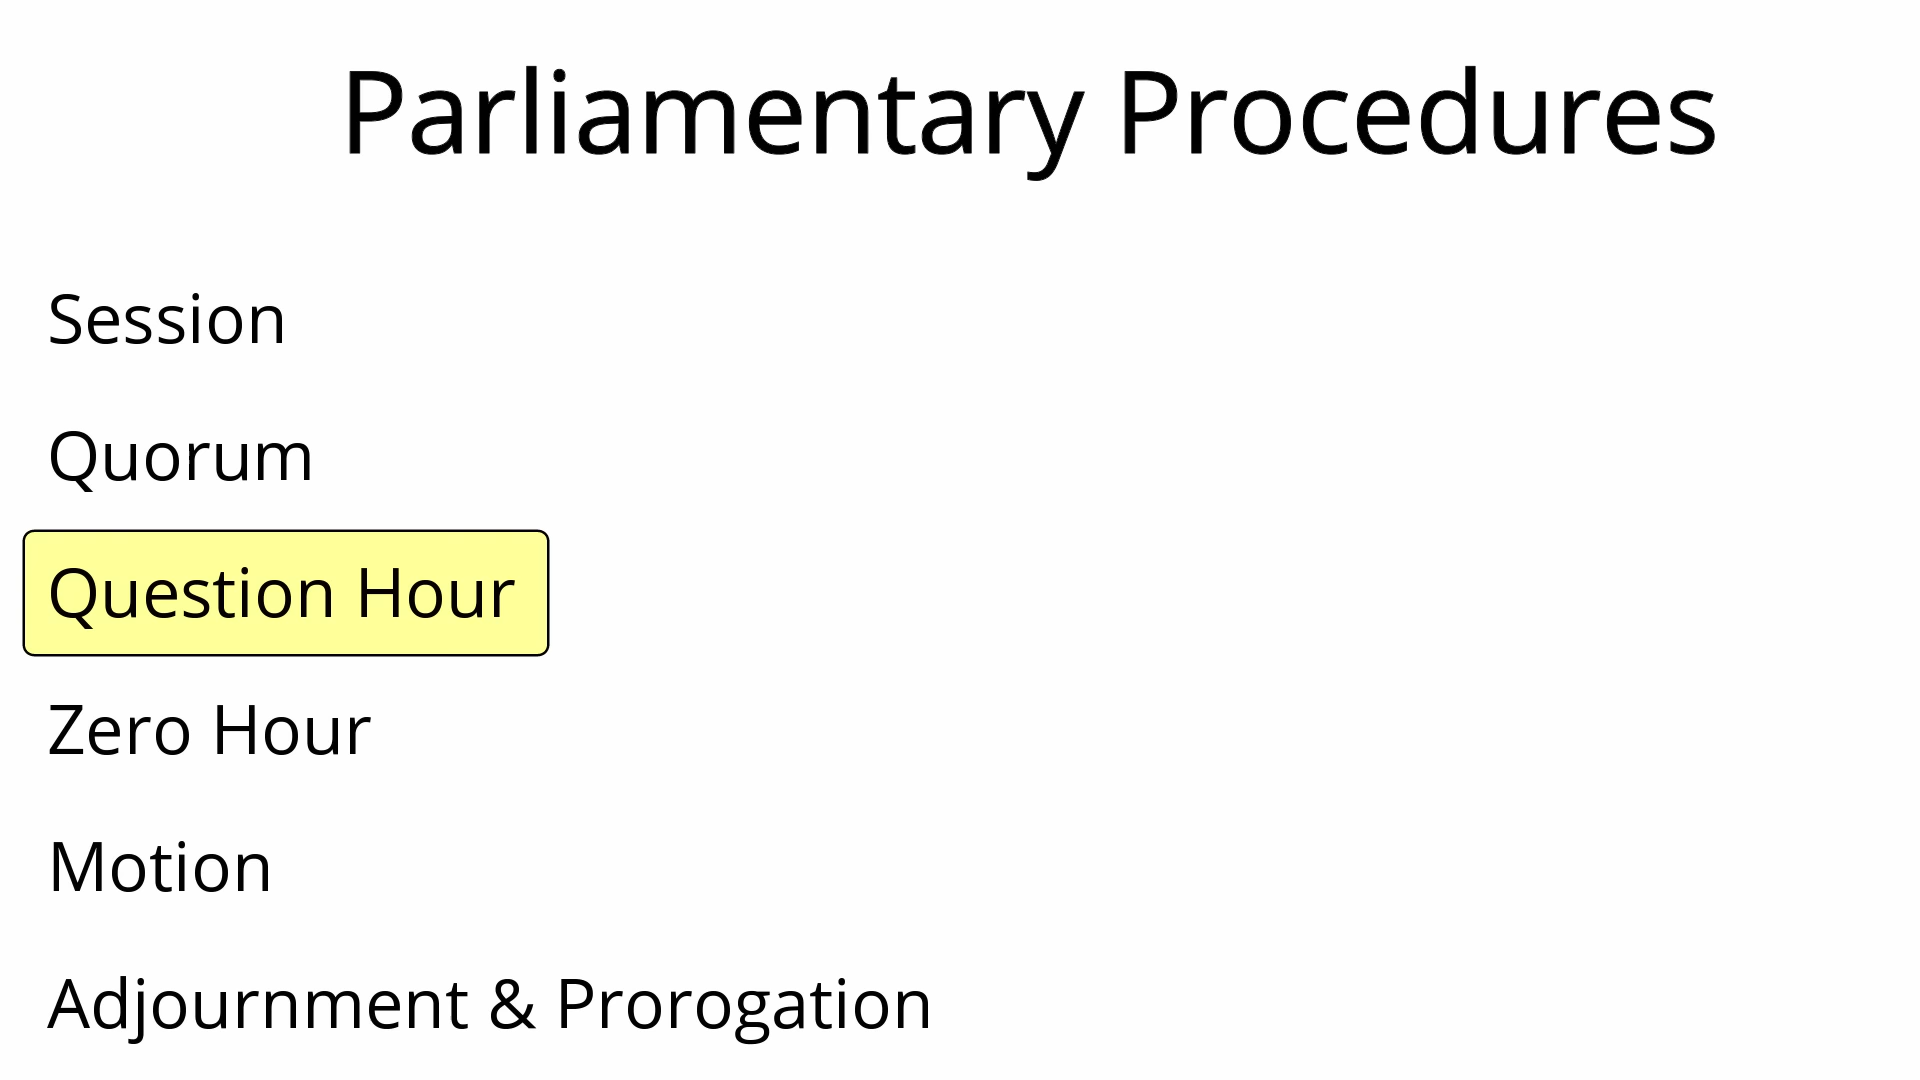 Parliamentary Procedures
Session
Quorum
Question Hour
Zero Hour
Motion
Adjournment & Prorogation